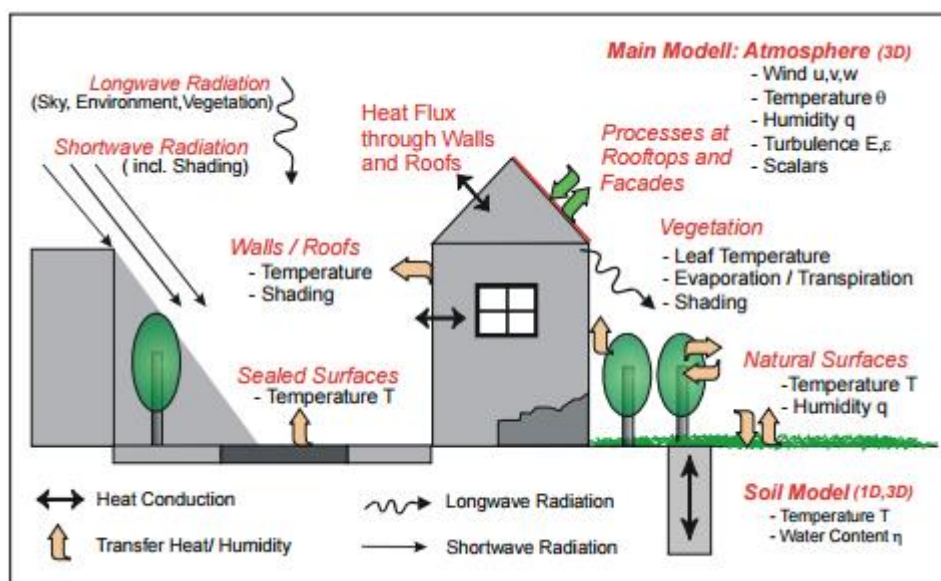 Longwave Radiation
(Sky, Environment,Vegetation)
Shortwave Radiation
( incl. Shading)
Heat Flux
through Walls
and Roofs
Main Modell: Atmosphere (3D)
- Wind u,v,w
- Temperature θ
- Humidity q
- Turbulence E,ε
- Scalars
Processes at
Rooftops and
Facades
Walls / Roofs
- Temperature
- Shading
Vegetation
- Leaf Temperature
- Evaporation / Transpiration
- Shading
Sealed Surfaces
- Temperature T
Natural Surfaces
-Temperature T
- Humidity q
Soil Model (1D,3D)
- Temperature T
- Water Content η
Heat Conduction
Longwave Radiation
Transfer Heat/ Humidity
Shortwave Radiation